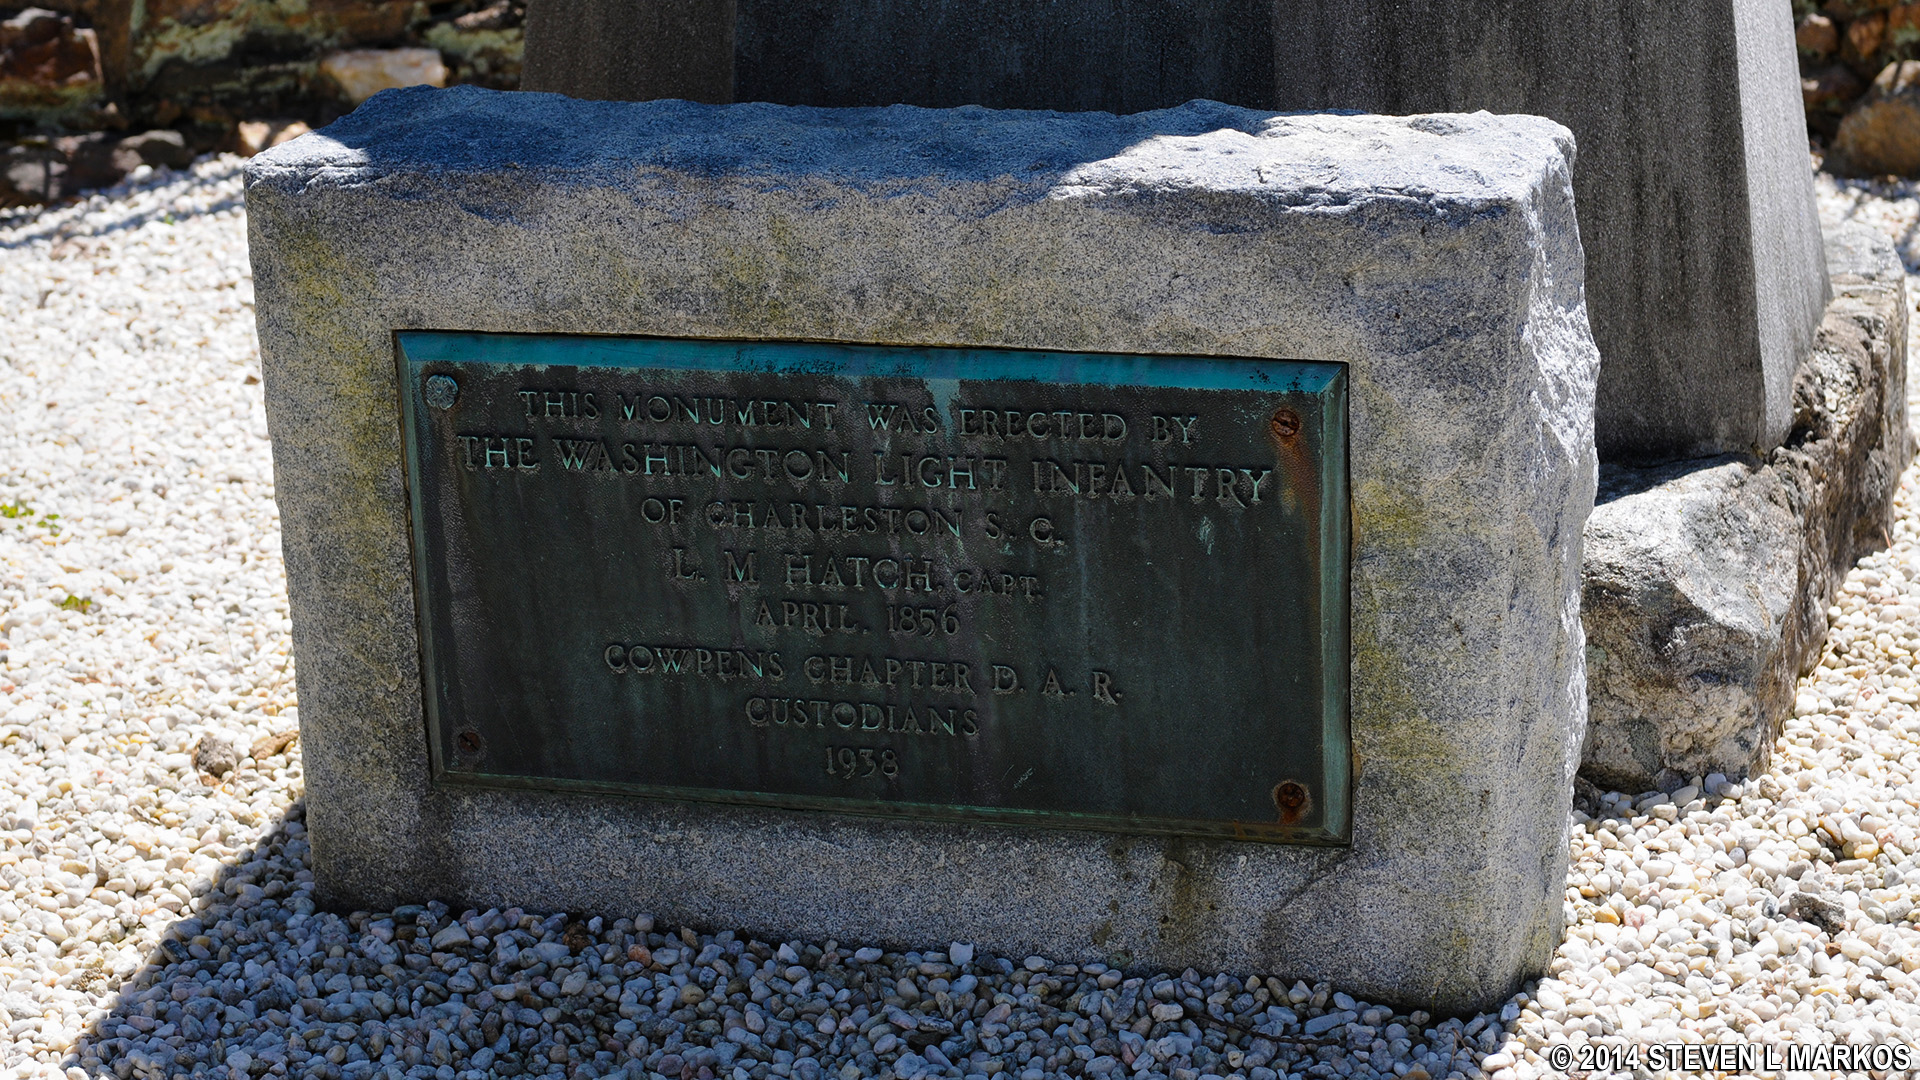 THIS MONUMENT WAS ERECTED BY
THE WASHINGTON LIGHT INFANTRY
OF CHARLESTON S. C.
L. M HATCH, CAPT.
APRIL, 1856
COWPENS CHAPTER D. A. R.
CUSTODIANS
1938
© 2014 STEVEN L MARKOS